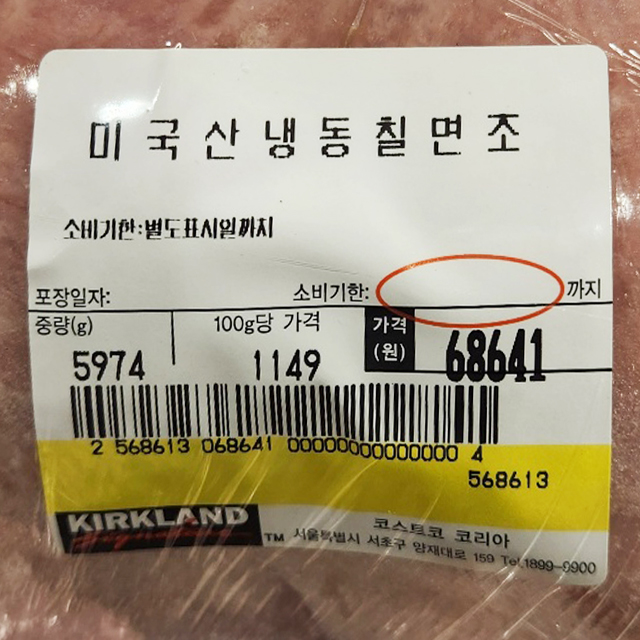 미국산냉동칠면조
소비기한:별도표시일까지
포장일자: 소비기한: 까지
중량(g) 100g당 가격 가격
(원)
5974 1149 68641
2 568613 068641 00000000000000 4
568613
KIRKLAND
Signature TM
코스트코 코리아
서울특별시 서초구 양재대로 159 Tel.1899-9900